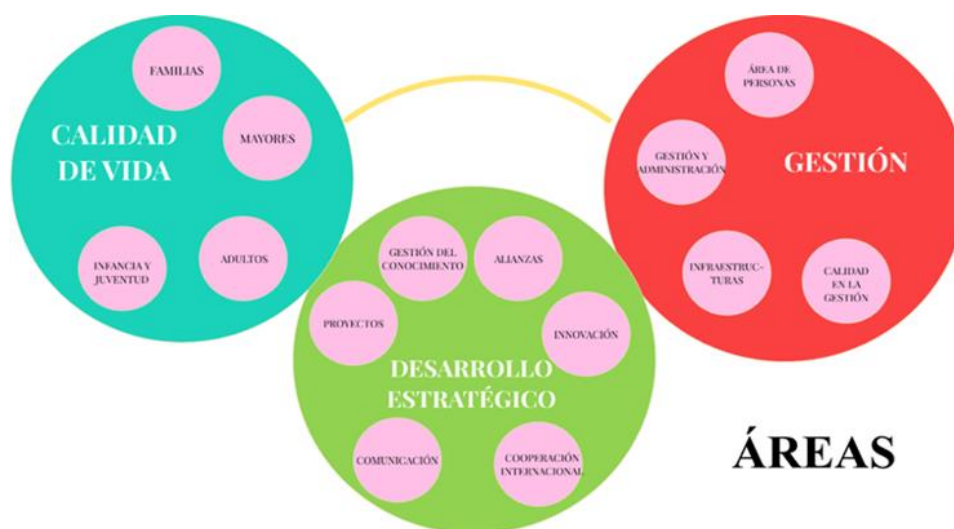 CALIDAD
DE VIDA
FAMILIAS
MAYORES
ADULTOS
INFANCIA Y
JUVENTUD
DESARROLLO
ESTRATÉGICO
GESTIÓN DEL
CONOCIMIENTO
ALIANZAS
PROYECTOS
INNOVACIÓN
COMUNICACIÓN
COOPERACIÓN
INTERNACIONAL
GESTIÓN
ÁREA DE
PERSONAS
GESTIÓN Y
ADMINISTRACIÓN
INFRAESTRUC-
TURAS
CALIDAD
EN LA
GESTIÓN
ÁREAS